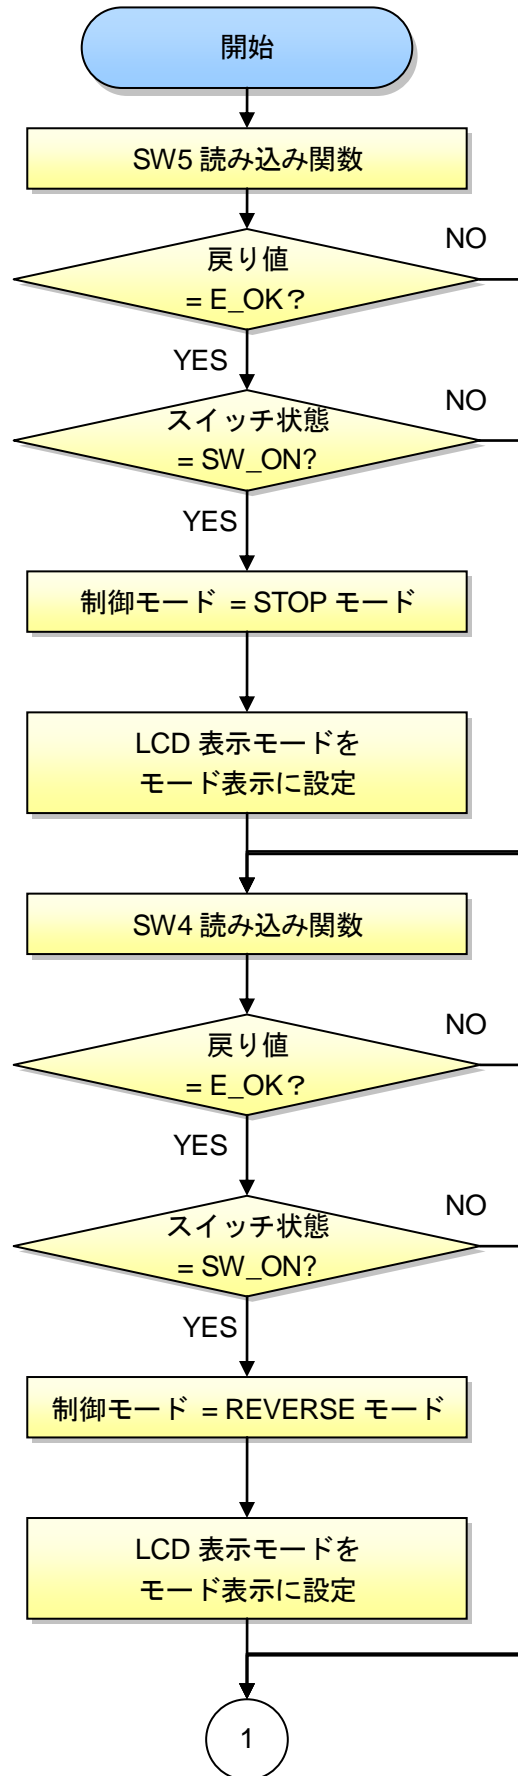 開始
SW5 読み込み関数
戻り値
= E_OK？
NO
YES
スイッチ状態
= SW_ON?
NO
YES
制御モード = STOP モード
LCD 表示モードを
モード表示に設定
SW4 読み込み関数
戻り値
= E_OK？
NO
YES
スイッチ状態
= SW_ON?
NO
YES
制御モード = REVERSE モード
LCD 表示モードを
モード表示に設定
1